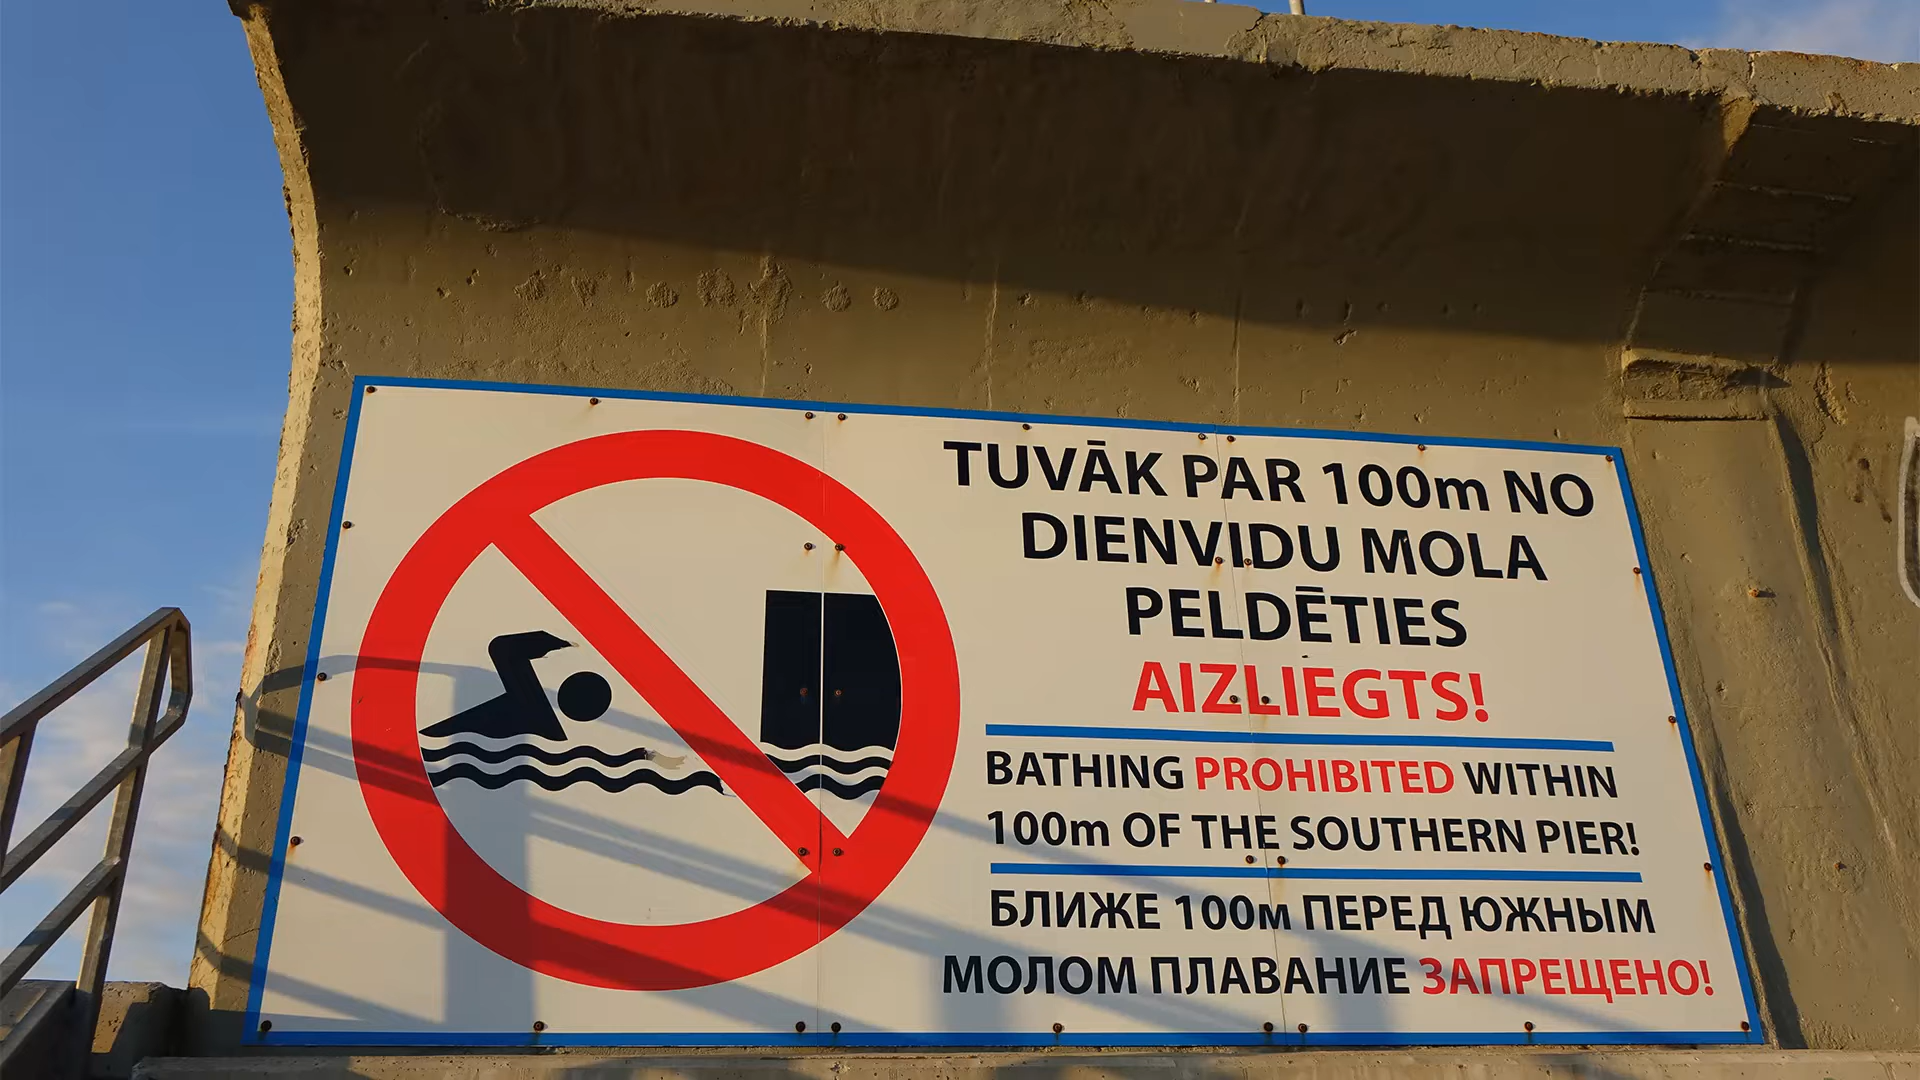 TUVĀK PAR 100m NO
DIENVIDU MOLA
PELDĒTIES
AIZLIEGTS!
BATHING PROHIBITED WITHIN
100m OF THE SOUTHERN PIER!
БЛИЖЕ 100м ПЕРЕД ЮЖНЫМ
МОЛОМ ПЛАВАНИЕ ЗАПРЕЩЕНО!